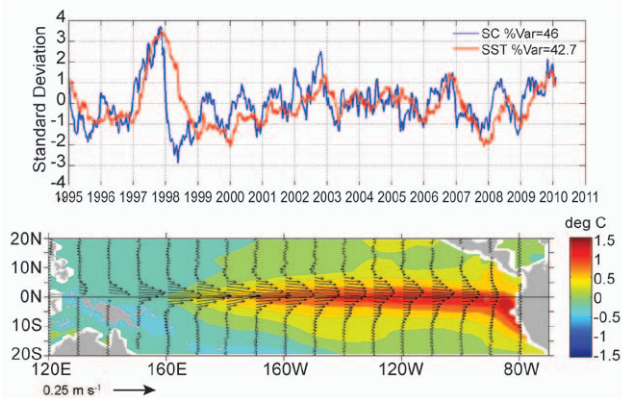 Standard Deviation
4
3
2
1
0
-1
-2
-3
-4
SC %Var=46
SST %Var=42.7
1995 1996 1997 1998 1999 2000 2001 2002 2003 2004 2005 2006 2007 2008 2009 2010 2011
deg C
20N
10N
0N
10S
20S
120E 160E 160W 120W 80W
1.5
1
0.5
0
-0.5
-1
-1.5
0.25 m s-1